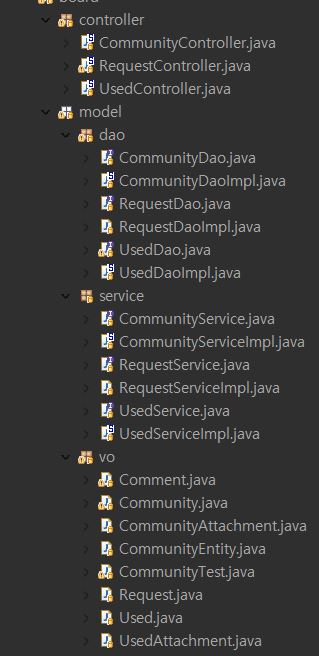 board
controller
CommunityController.java
RequestController.java
UsedController.java
model
dao
CommunityDao.java
CommunityDaoImpl.java
RequestDao.java
RequestDaoImpl.java
UsedDao.java
UsedDaoImpl.java
service
CommunityService.java
CommunityServiceImpl.java
RequestService.java
RequestServiceImpl.java
UsedService.java
UsedServiceImpl.java
vo
Comment.java
Community.java
CommunityAttachment.java
CommunityEntity.java
CommunityTest.java
Request.java
Used.java
UsedAttachment.java